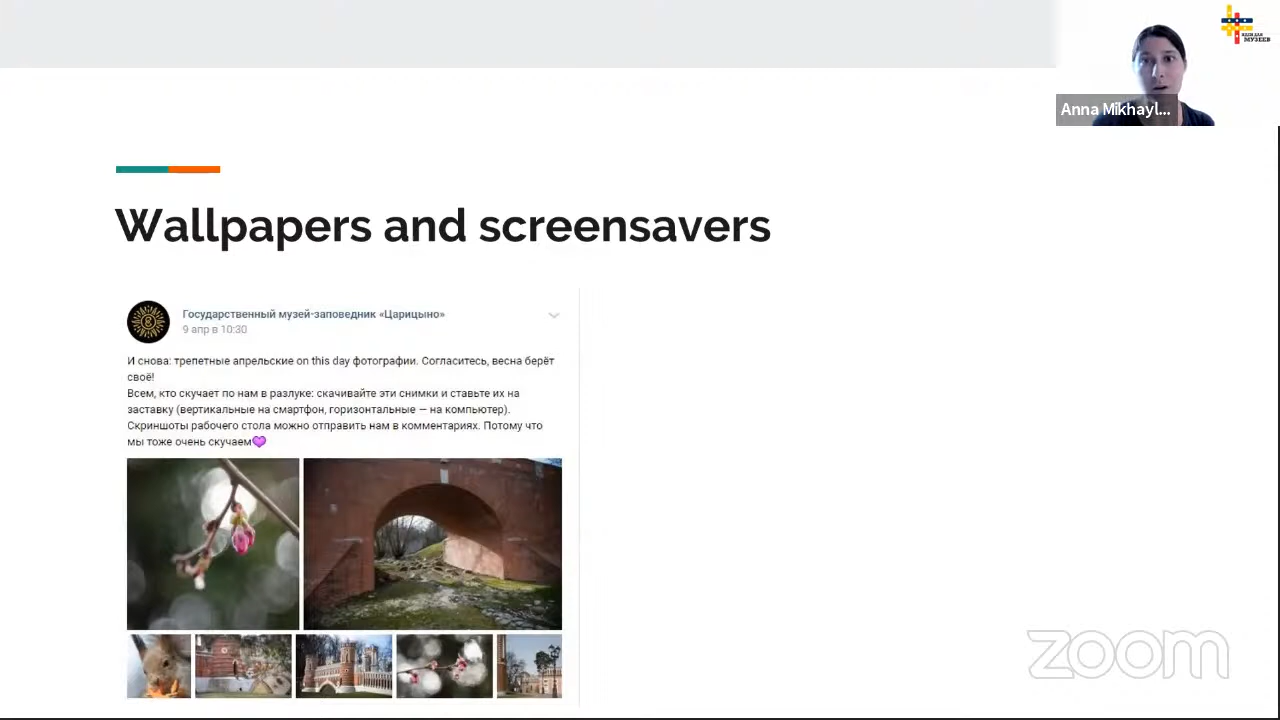 ИДЕИ ДЛЯ
МУЗЕЕВ
Anna Mikhayl...
Wallpapers and screensavers
Государственный музей-заповедник «Царицыно»
9 апр в 10:30
И снова: трепетные апрельские on this day фотографии. Согласитесь, весна берёт
своё!
Всем, кто скучает по нам в разлуке: скачивайте эти снимки и ставьте их на
заставку (вертикальные на смартфон, горизонтальные — на компьютер).
Скриншоты рабочего стола можно отправить нам в комментариях. Потому что
мы тоже очень скучаем💜
zoom